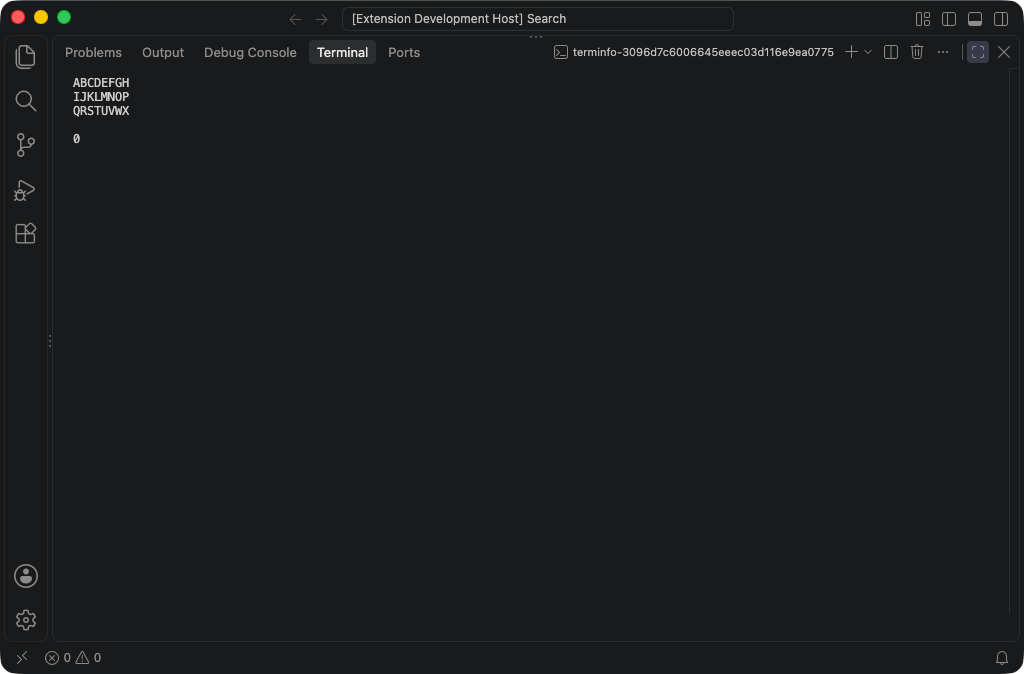 [Extension Development Host] Search
Problems Output Debug Console Terminal Ports terminfo-3096d7c6006645eeec03d116e9ea0775
ABCDEFGH
IJKLMNOP
QRSTUVWX
0
0 0